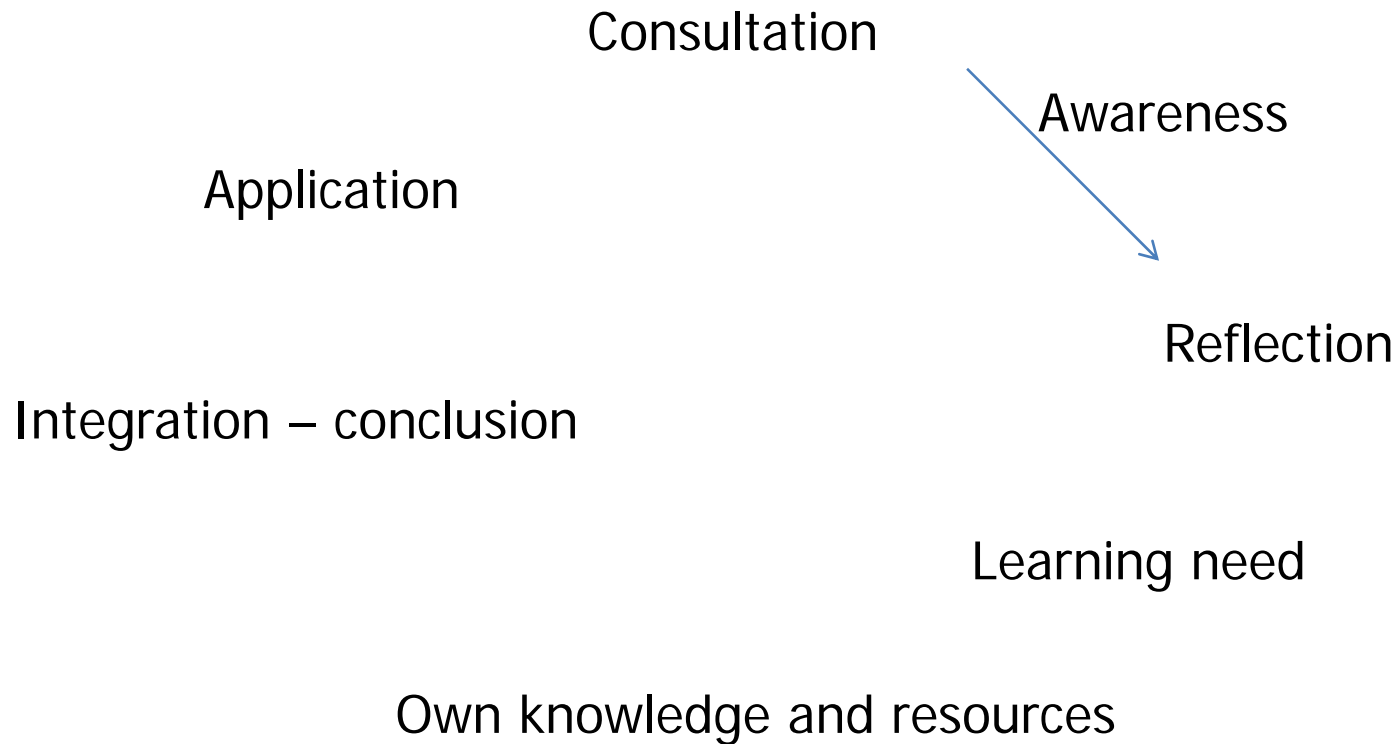 Consultation
Awareness
Application
Reflection
Integration – conclusion
Learning need
Own knowledge and resources